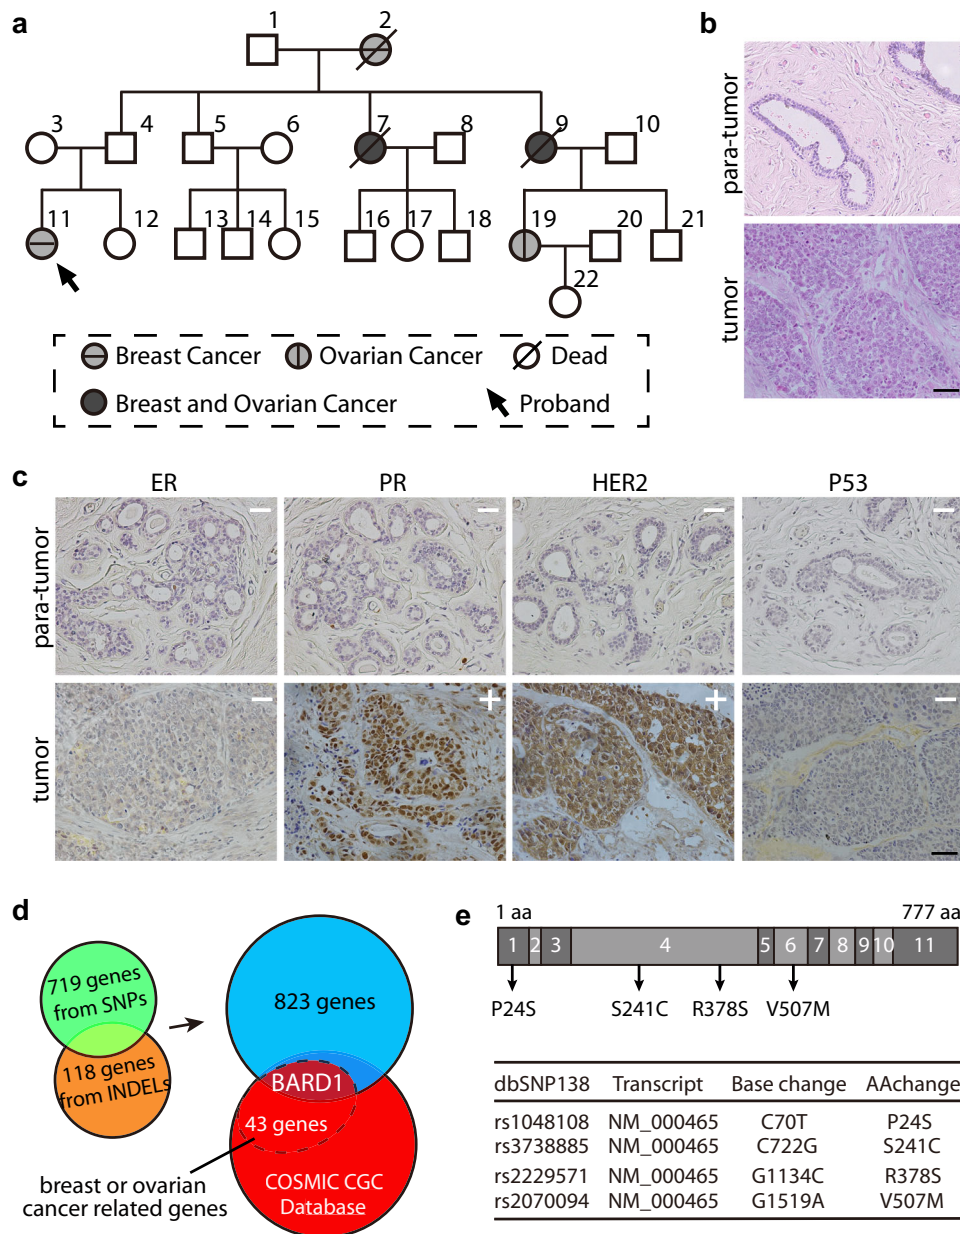 a
1
2
3
4
5
6
7
8
9
10
11
12
13
14
15
16
17
18
19
20
21
22
Breast Cancer
Ovarian Cancer
Dead
Breast and Ovarian Cancer
Proband
b
para-tumor
tumor
c
ER
PR
HER2
P53
para-tumor
tumor
−
+
+
−
d
719 genes
from SNPs
118 genes
from INDELs
823 genes
BARD1
43 genes
COSMIC CGC
Database
breast or ovarian
cancer related genes
e
1 aa
777 aa
1 2 3 4 5 6 7 8 9 10 11
P24S S241C R378S V507M
dbSNP138 Transcript Base change AAchange
rs1048108 NM_000465 C70T P24S
rs3738885 NM_000465 C722G S241C
rs2229571 NM_000465 G1134C R378S
rs2070094 NM_000465 G1519A V507M